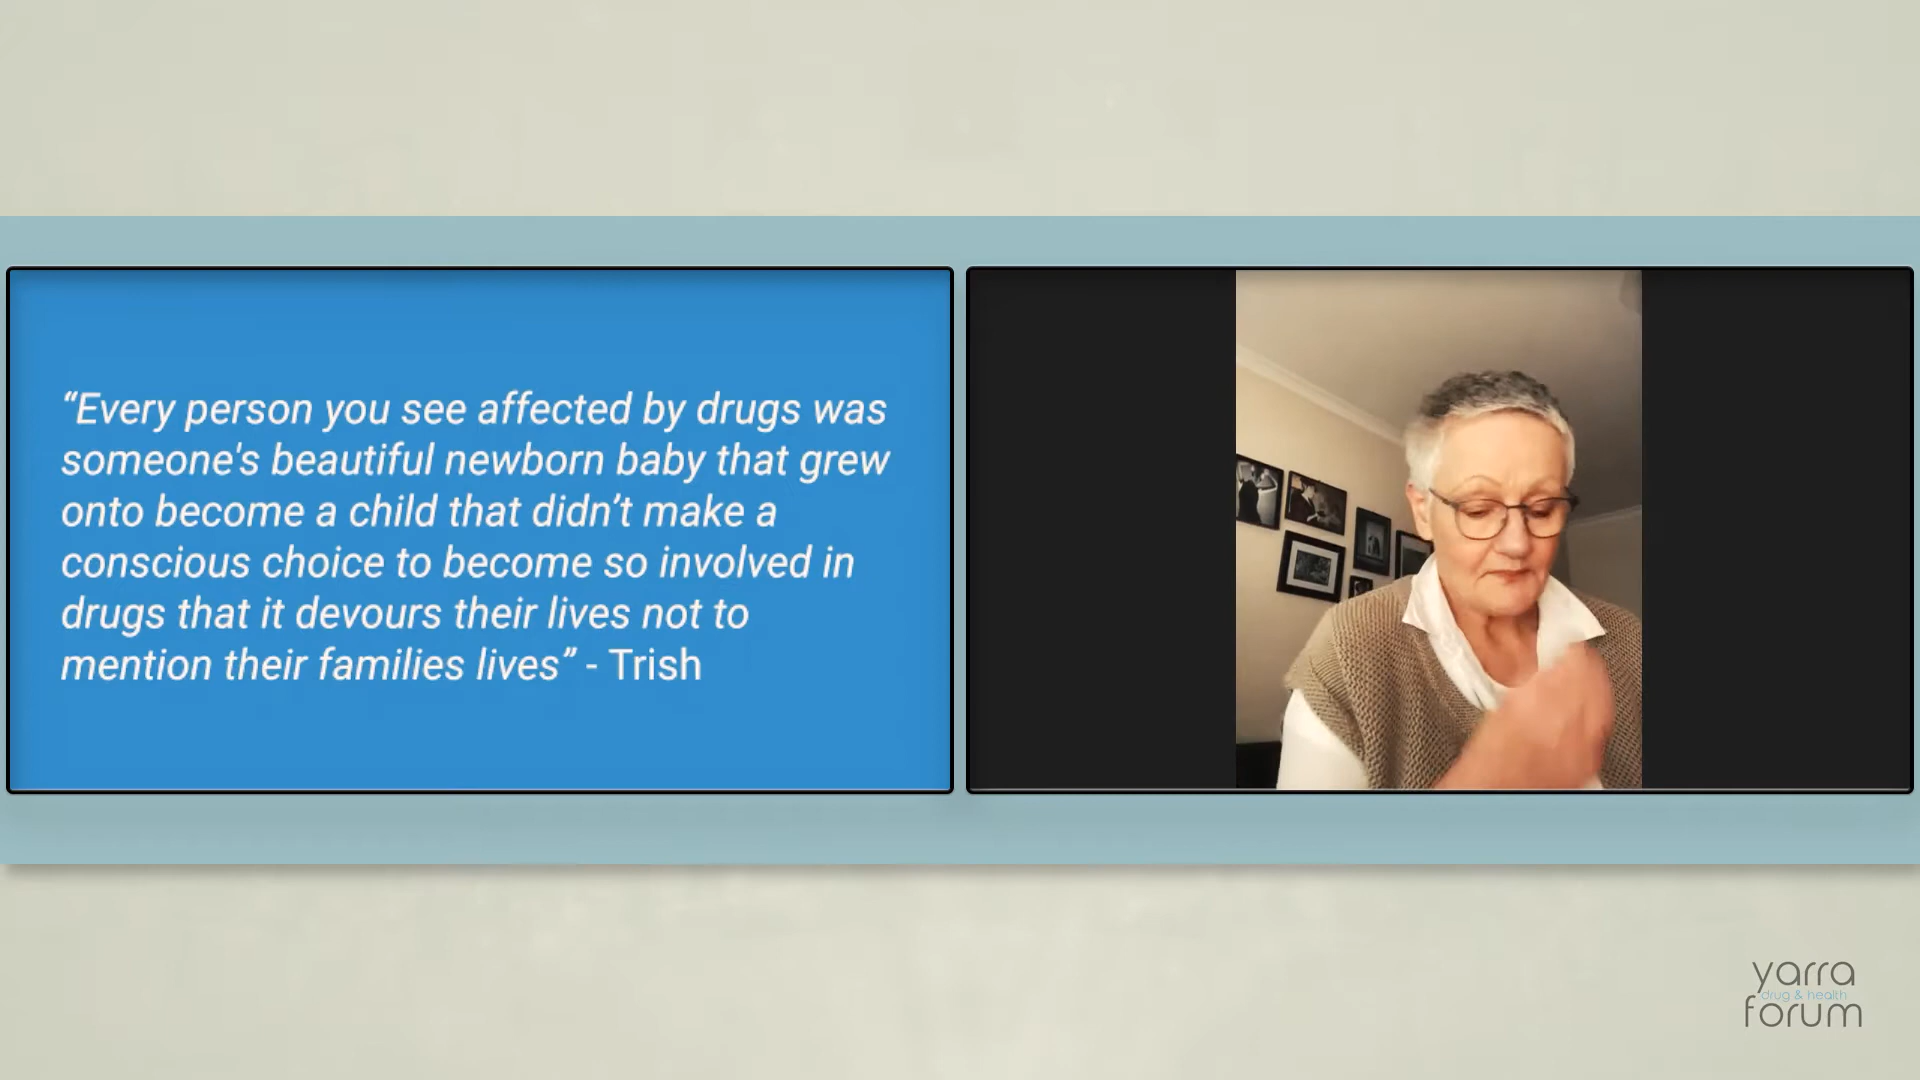 “Every person you see affected by drugs was
someone's beautiful newborn baby that grew
onto become a child that didn’t make a
conscious choice to become so involved in
drugs that it devours their lives not to
mention their families lives” - Trish
yarra
drug & health
forum